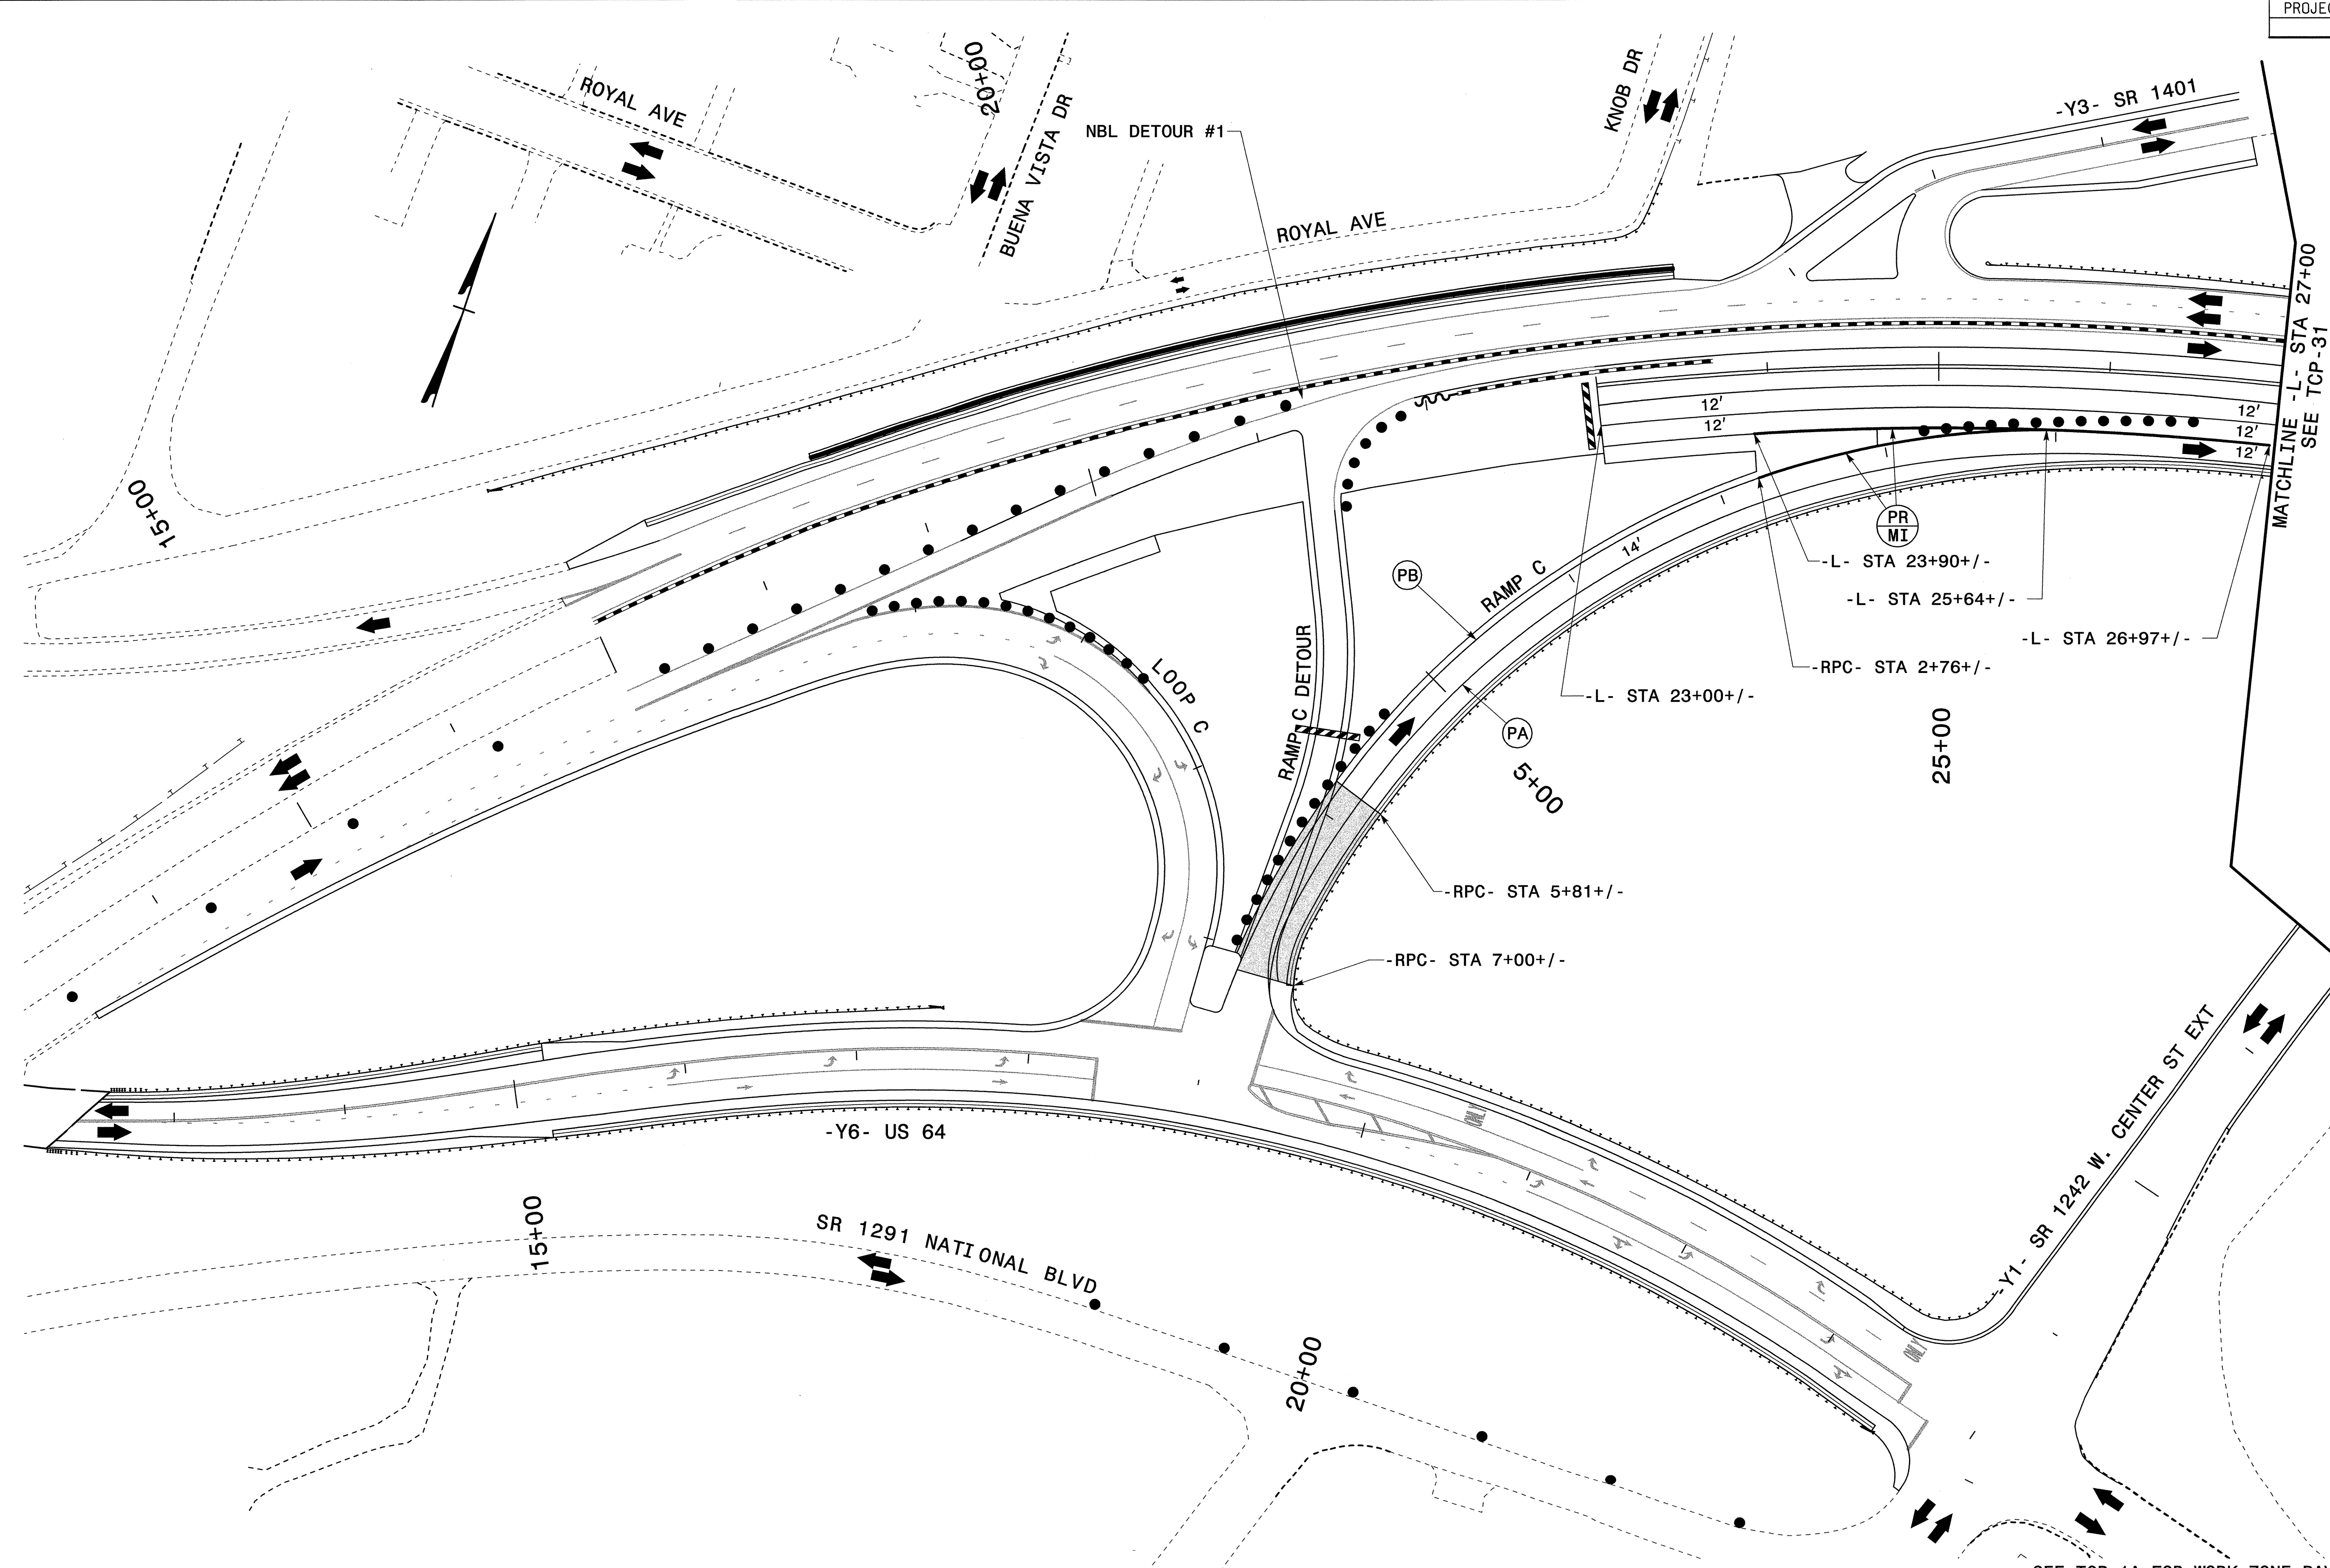 PROJEC
ROYAL AVE
20+00
BUENA VISTA DR
NBL DETOUR #1
KNOB DR
-Y3- SR 1401
ROYAL AVE
15+00
MATCHLINE -L- STA 27+00
SEE TCP-31
12'
12'
12'
12'
12'
PR
MI
14'
-L- STA 23+90+/-
PB
RAMP C
-L- STA 25+64+/-
-L- STA 26+97+/-
LOOP C
RAMP C DETOUR
-RPC- STA 2+76+/-
-L- STA 23+00+/-
PA
5+00
25+00
-RPC- STA 5+81+/-
-RPC- STA 7+00+/-
-Y1- SR 1242 W. CENTER ST EXT
ONLY
-Y6- US 64
15+00
SR 1291 NATIONAL BLVD
ONLY
20+00